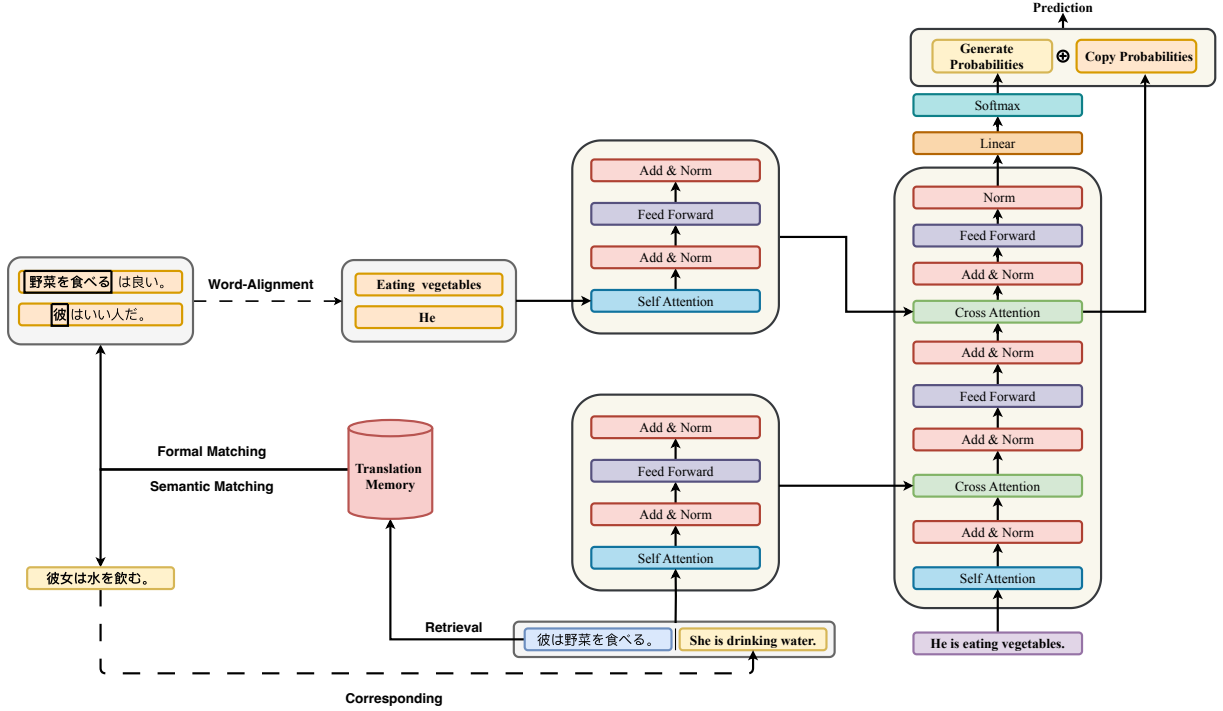 Prediction
Generate
Probabilities
⊕
Copy Probabilities
Softmax
Linear
Norm
Feed Forward
Add & Norm
Cross Attention
Add & Norm
Feed Forward
Add & Norm
Cross Attention
Add & Norm
Self Attention
He is eating vegetables.
Add & Norm
Feed Forward
Add & Norm
Self Attention
野菜を食べる は良い。
彼はいい人だ。
Word-Alignment
Eating vegetables
He
Formal Matching
Semantic Matching
Translation
Memory
Add & Norm
Feed Forward
Add & Norm
Self Attention
彼女は水を飲む。
Retrieval
彼は野菜を食べる。
She is drinking water.
Corresponding